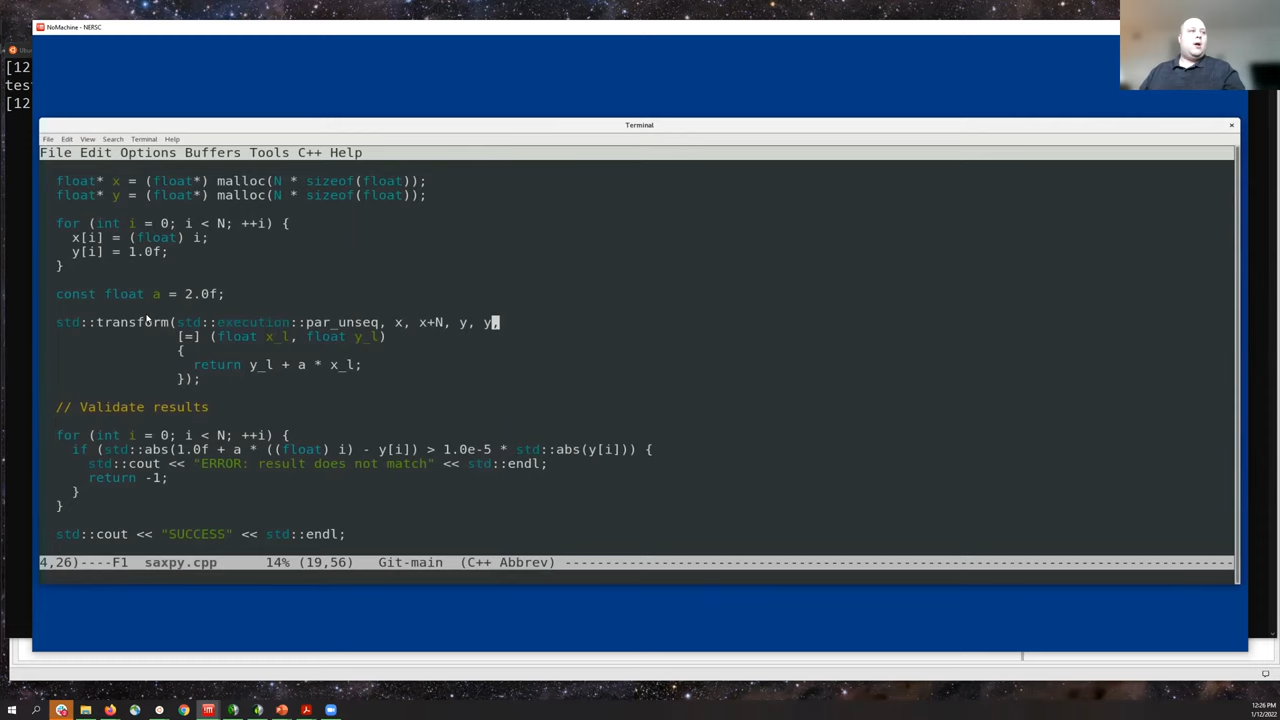 NoMachine - NERSC
[12
tes
[12
Terminal
File Edit View Search Terminal Help
File Edit Options Buffers Tools C++ Help
float* x = (float*) malloc(N * sizeof(float));
float* y = (float*) malloc(N * sizeof(float));
for (int i = 0; i < N; ++i) {
x[i] = (float) i;
y[i] = 1.0f;
}
const float a = 2.0f;
std::transform(std::execution::par_unseq, x, x+N, y, y,
[=] (float x_l, float y_l)
{
return y_l + a * x_l;
});
// Validate results
for (int i = 0; i < N; ++i) {
if (std::abs(1.0f + a * ((float) i) - y[i]) > 1.0e-5 * std::abs(y[i])) {
std::cout << "ERROR: result does not match" << std::endl;
return -1;
}
}
std::cout << "SUCCESS" << std::endl;
4,26)----F1 saxpy.cpp 14% (19,56) Git-main (C++ Abbrev) ------------------------------------------------------------------------------------
12:26 PM
1/12/2022